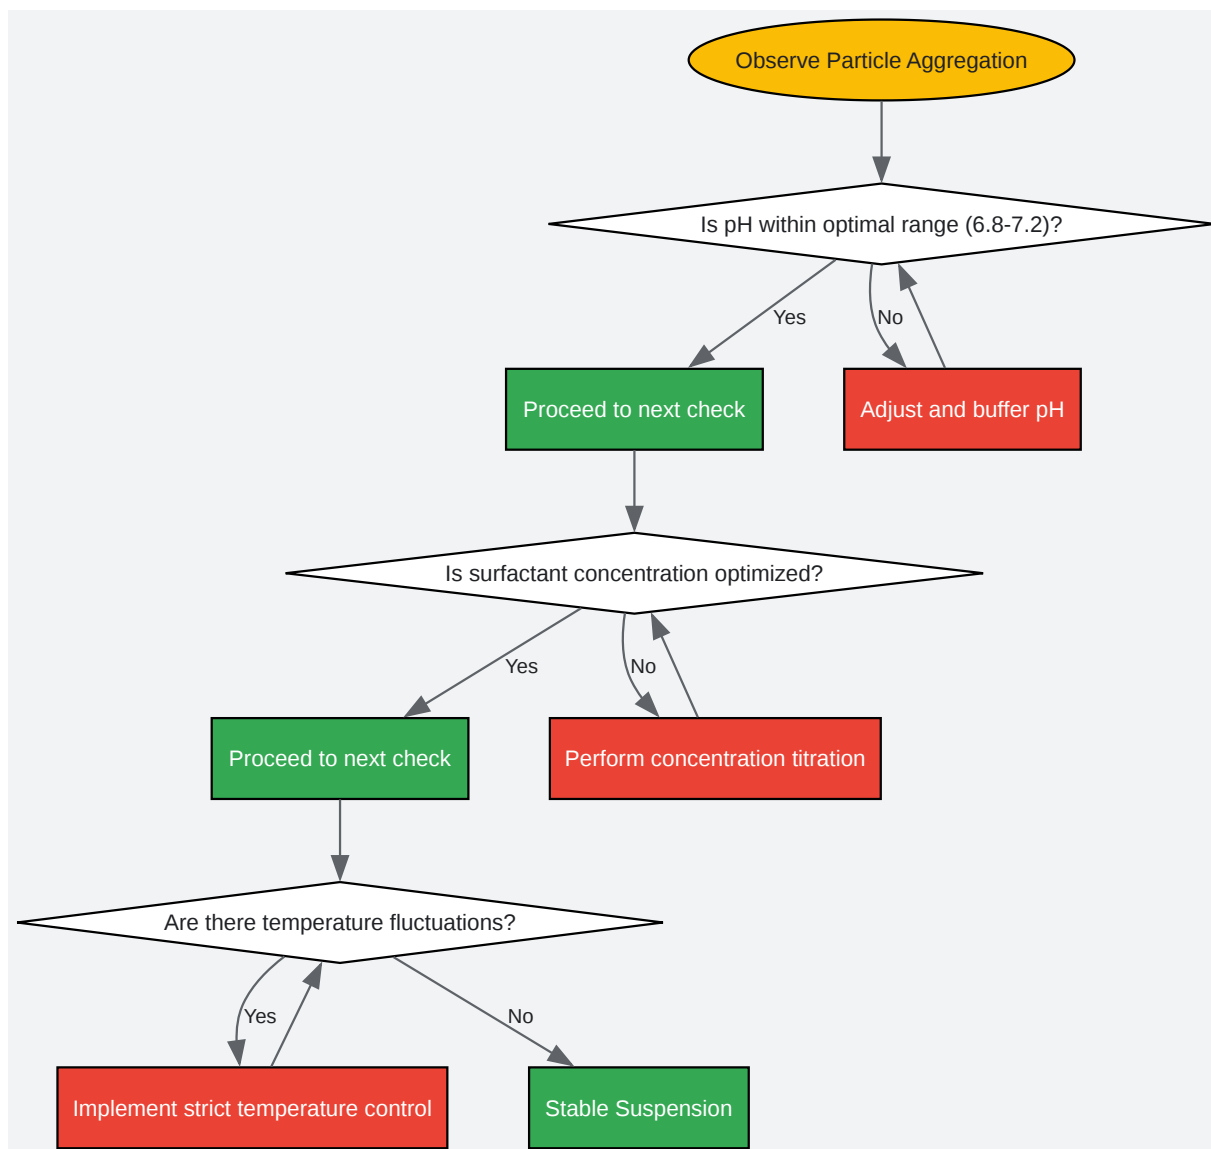 Observe Particle Aggregation
Is pH within optimal range (6.8-7.2)?
Yes
No
Proceed to next check
Adjust and buffer pH
Is surfactant concentration optimized?
Yes
No
Proceed to next check
Perform concentration titration
Are there temperature fluctuations?
Yes
No
Implement strict temperature control
Stable Suspension